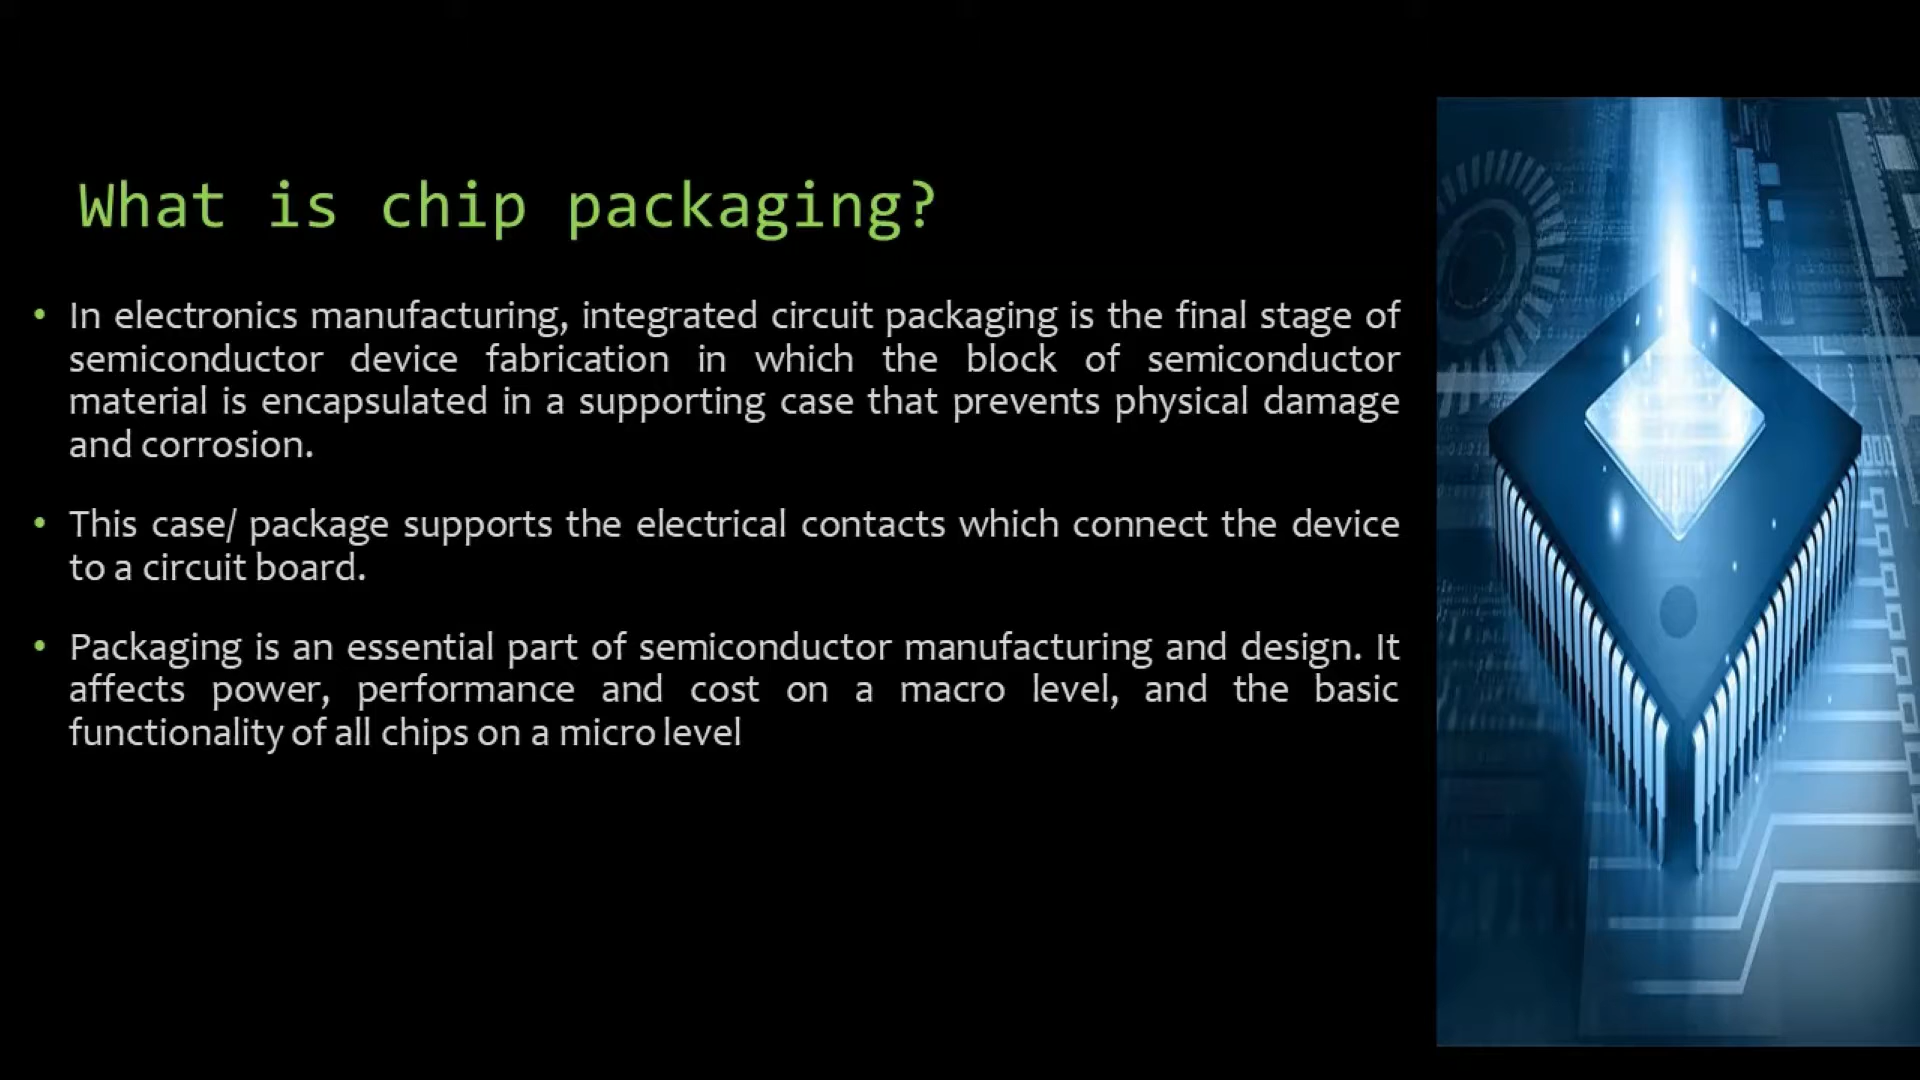 What is chip packaging?
• In electronics manufacturing, integrated circuit packaging is the final stage of
semiconductor device fabrication in which the block of semiconductor
material is encapsulated in a supporting case that prevents physical damage
and corrosion.
• This case/ package supports the electrical contacts which connect the device
to a circuit board.
• Packaging is an essential part of semiconductor manufacturing and design. It
affects power, performance and cost on a macro level, and the basic
functionality of all chips on a micro level